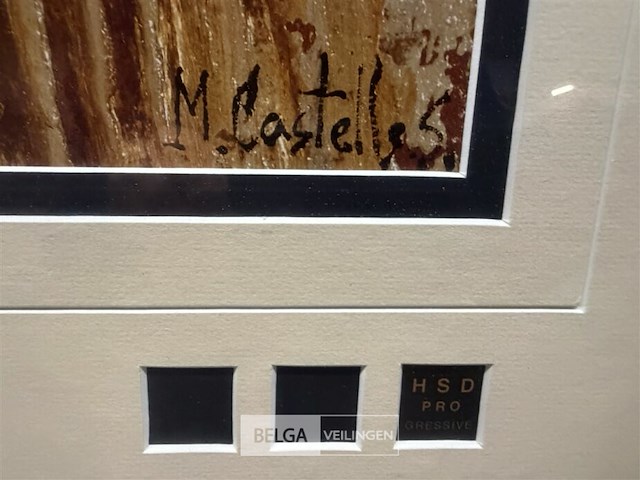 M. Castells S.
HSD
PRO
GRESSIVE
BELGA VEILINGEN